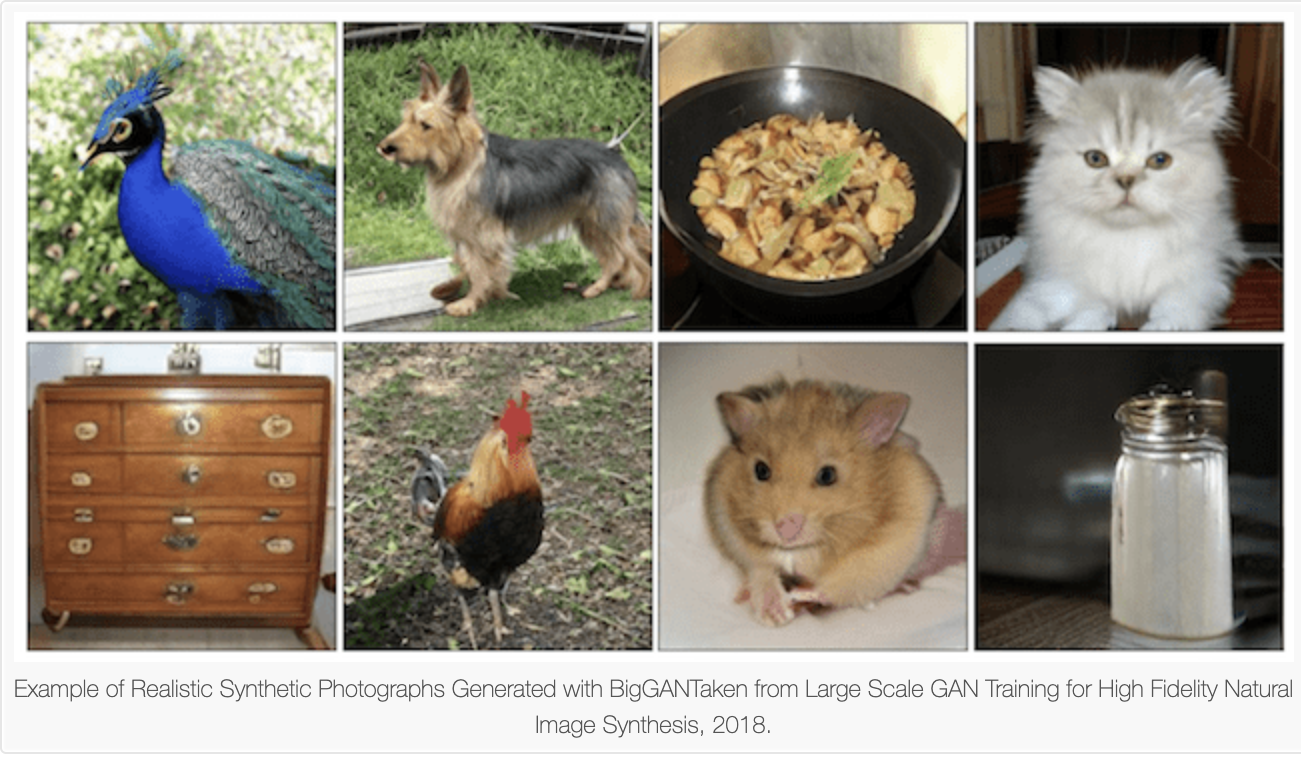 Example of Realistic Synthetic Photographs Generated with BigGANTaken from Large Scale GAN Training for High Fidelity Natural
Image Synthesis, 2018.